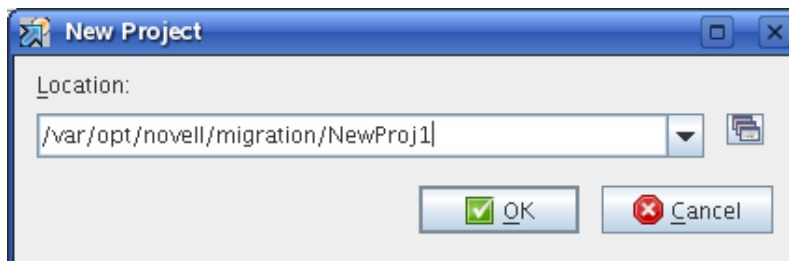 New Project
Location:
/var/opt/novell/migration/NewProj1
OK
Cancel